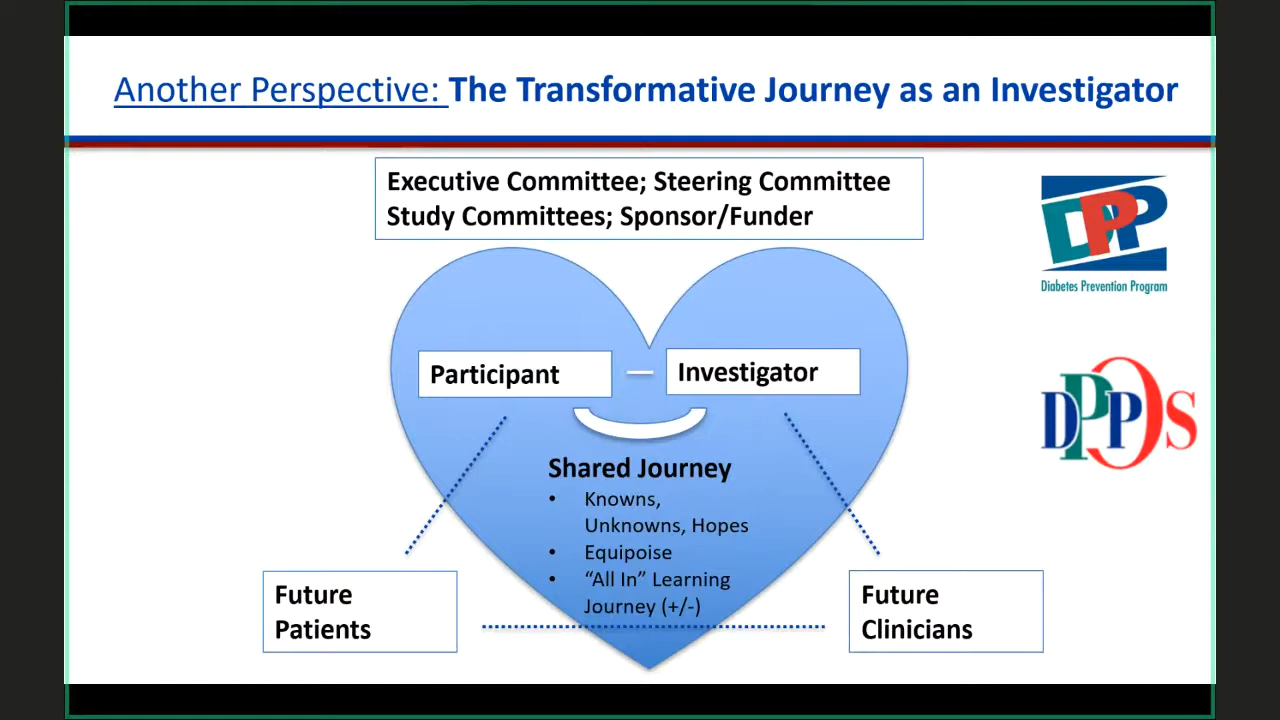 Another Perspective: The Transformative Journey as an Investigator
Executive Committee; Steering Committee
Study Committees; Sponsor/Funder
DPP
Diabetes Prevention Program
Participant
Investigator
DPPOS
Shared Journey
• Knowns,
Unknowns, Hopes
• Equipoise
• “All In” Learning
Journey (+/-)
Future
Patients
Future
Clinicians